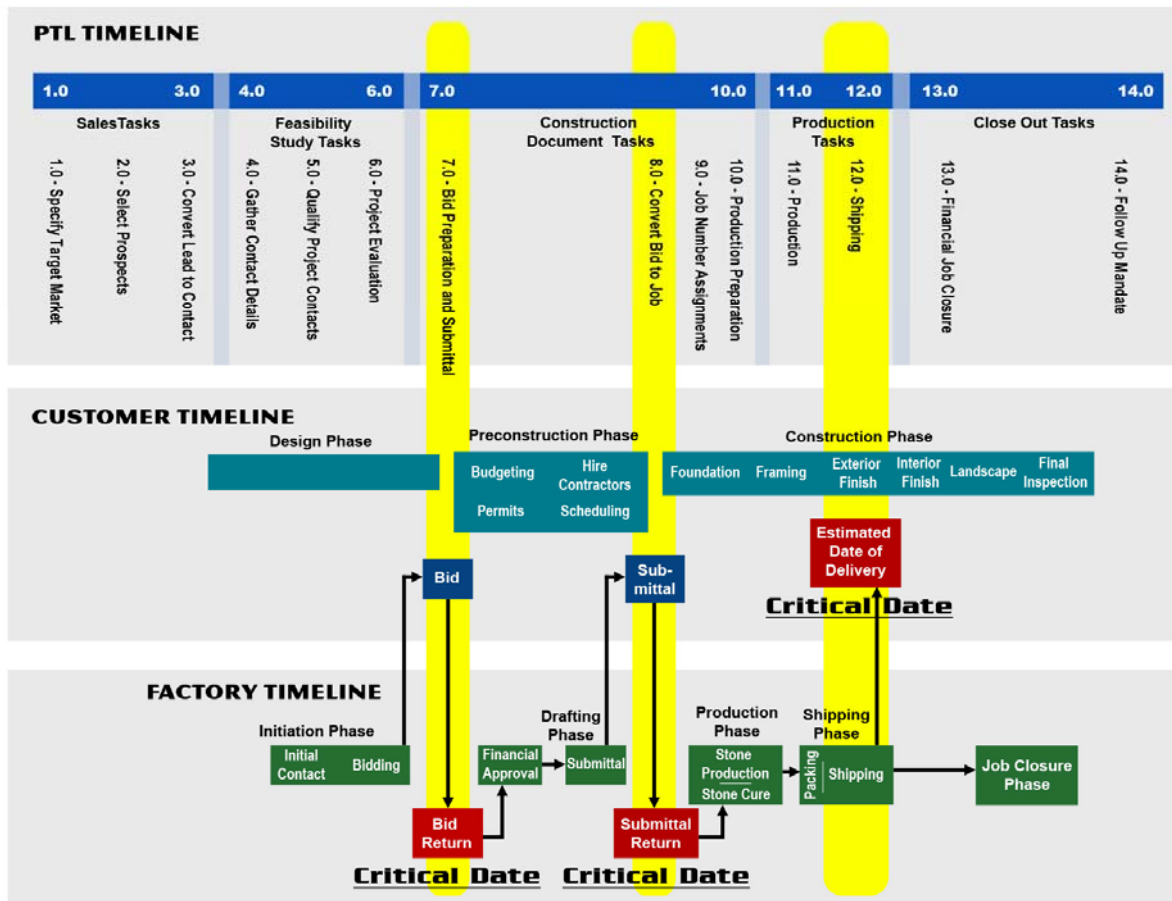 PTL TIMELINE
1.0
3.0
4.0
6.0
7.0
10.0
11.0
12.0
13.0
14.0
SalesTasks
Feasibility
Study Tasks
Construction
Document Tasks
Production
Tasks
Close Out Tasks
1.0 - Specify Target Market
2.0 - Select Prospects
3.0 - Convert Lead to Contact
4.0 - Gather Contact Details
5.0 - Qualify Project Contacts
6.0 - Project Evaluation
7.0 - Bid Preparation and Submittal
8.0 - Convert Bid to Job
9.0 - Job Number Assignments
10.0 - Production Preparation
11.0 - Production
12.0 - Shipping
13.0 - Financial Job Closure
14.0 - Follow Up Mandate
CUSTOMER TIMELINE
Design Phase
Preconstruction Phase
Budgeting
Hire
Contractors
Permits
Scheduling
Construction Phase
Foundation
Framing
Exterior
Finish
Interior
Finish
Landscape
Final
Inspection
Bid
Sub-
mittal
Estimated
Date of
Delivery
Critical Date
FACTORY TIMELINE
Initiation Phase
Initial
Contact
Bidding
Financial
Approval
Drafting
Phase
Submittal
Production
Phase
Stone
Production
Stone Cure
Shipping
Phase
Packing
Shipping
Job Closure
Phase
Bid
Return
Critical Date
Submittal
Return
Critical Date